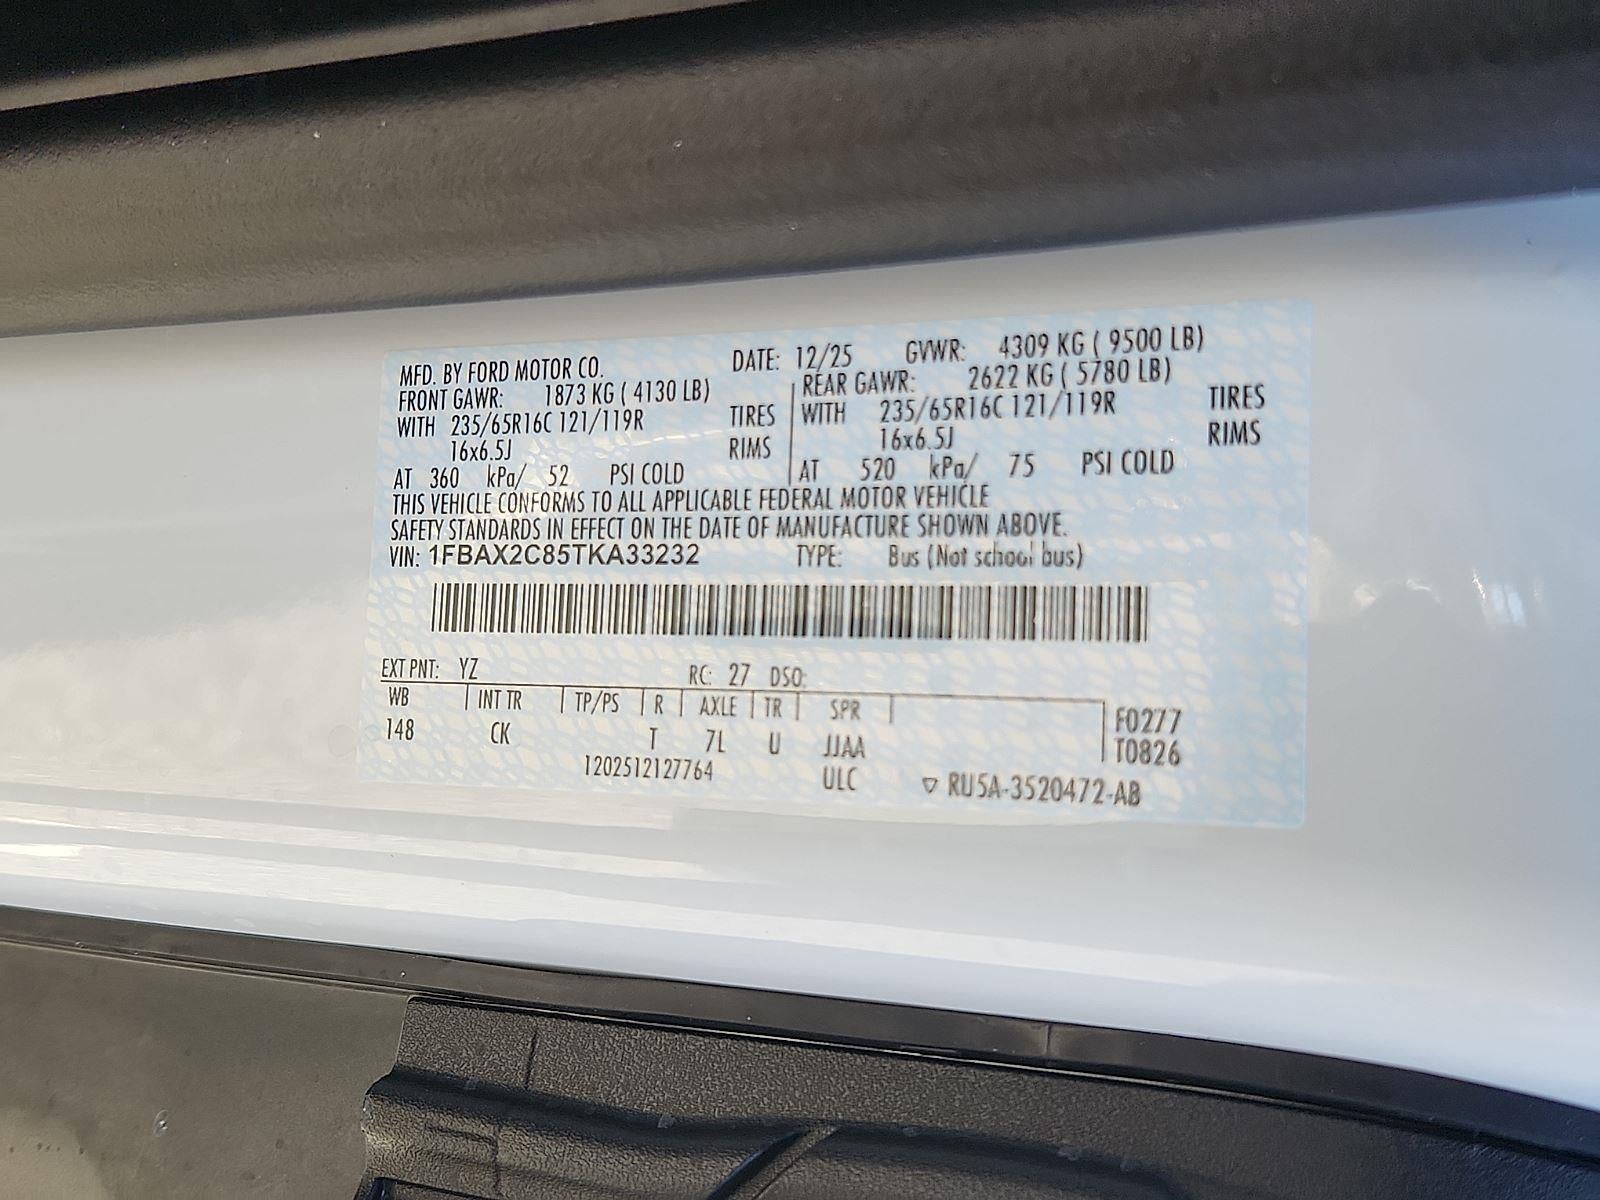 MFD. BY FORD MOTOR CO. DATE: 12/25 GVWR: 4309 KG ( 9500 LB)
FRONT GAWR: 1873 KG ( 4130 LB) REAR GAWR: 2622 KG ( 5780 LB)
WITH 235/65R16C 121/119R TIRES WITH 235/65R16C 121/119R TIRES
16x6.5J RIMS 16x6.5J RIMS
AT 360 kPa/ 52 PSI COLD AT 520 kPa/ 75 PSI COLD
THIS VEHICLE CONFORMS TO ALL APPLICABLE FEDERAL MOTOR VEHICLE
SAFETY STANDARDS IN EFFECT ON THE DATE OF MANUFACTURE SHOWN ABOVE.
VIN: 1FBAX2C85TKA33232 TYPE: Bus (Not school bus)
EXT PNT: YZ RC: 27 DSO:
WB INT TR TP/PS R AXLE TR SPR F0277
148 CK T 7L U JJAA T0826
1202512127764 ULC ▽ RU5A-3520472-AB